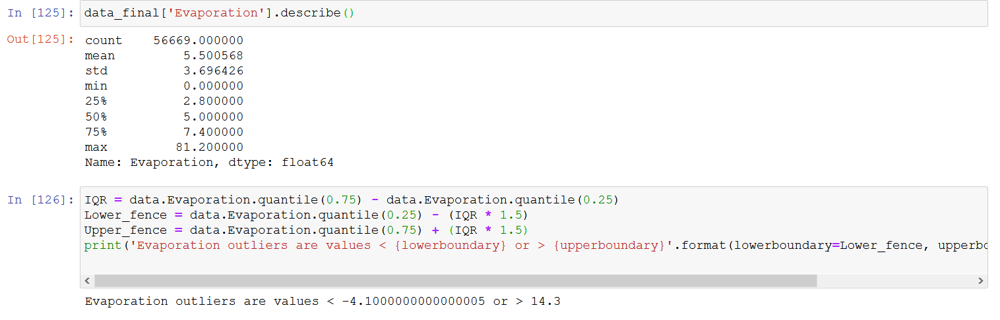 In [125]: data_final['Evaporation'].describe()
Out[125]: count    56669.000000
mean         5.500568
std          3.696426
min          0.000000
25%          2.800000
50%          5.000000
75%          7.400000
max         81.200000
Name: Evaporation, dtype: float64
In [126]: IQR = data.Evaporation.quantile(0.75) - data.Evaporation.quantile(0.25)
Lower_fence = data.Evaporation.quantile(0.25) - (IQR * 1.5)
Upper_fence = data.Evaporation.quantile(0.75) + (IQR * 1.5)
print('Evaporation outliers are values < {lowerboundary} or > {upperboundary}'.format(lowerboundary=Lower_fence,
Evaporation outliers are values < -4.1000000000000005 or > 14.3